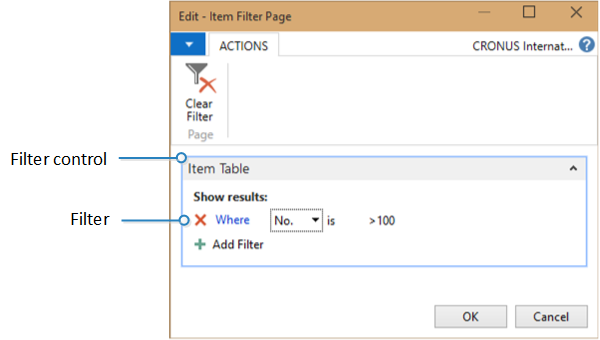 Edit - Item Filter Page
ACTIONS
CRONUS Internat... ?
Clear
Filter
Page
Filter control
Item Table
Show results:
Filter
Where No. is >100
Add Filter
OK Cancel